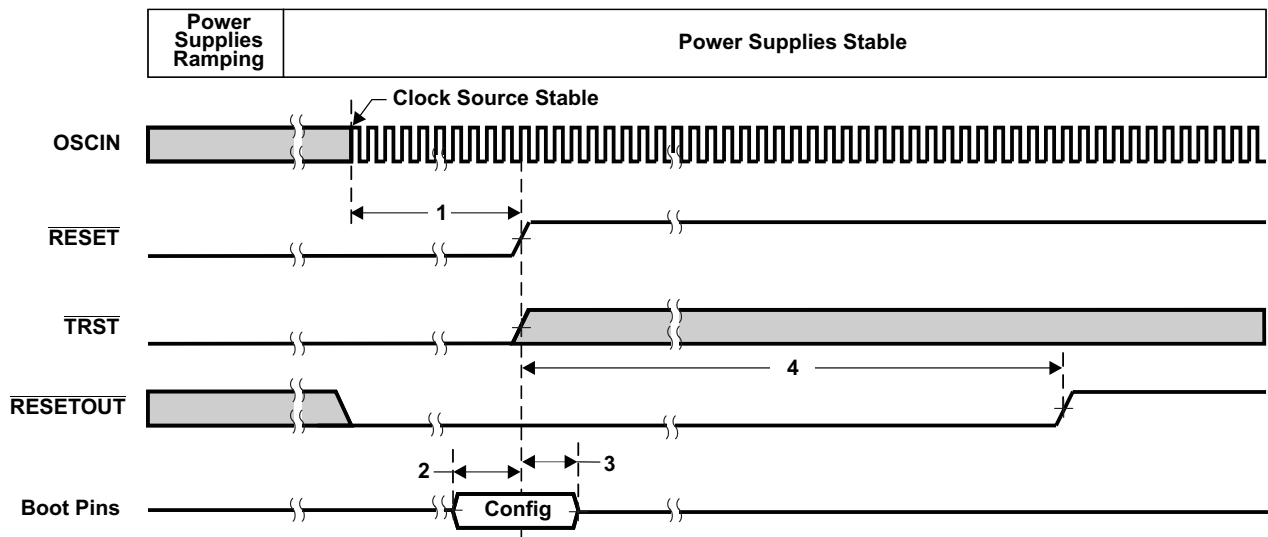 Power
Supplies
Ramping
Power Supplies Stable
Clock Source Stable
OSCIN
1
RESET
TRST
4
RESETOUT
2
3
Boot Pins
Config